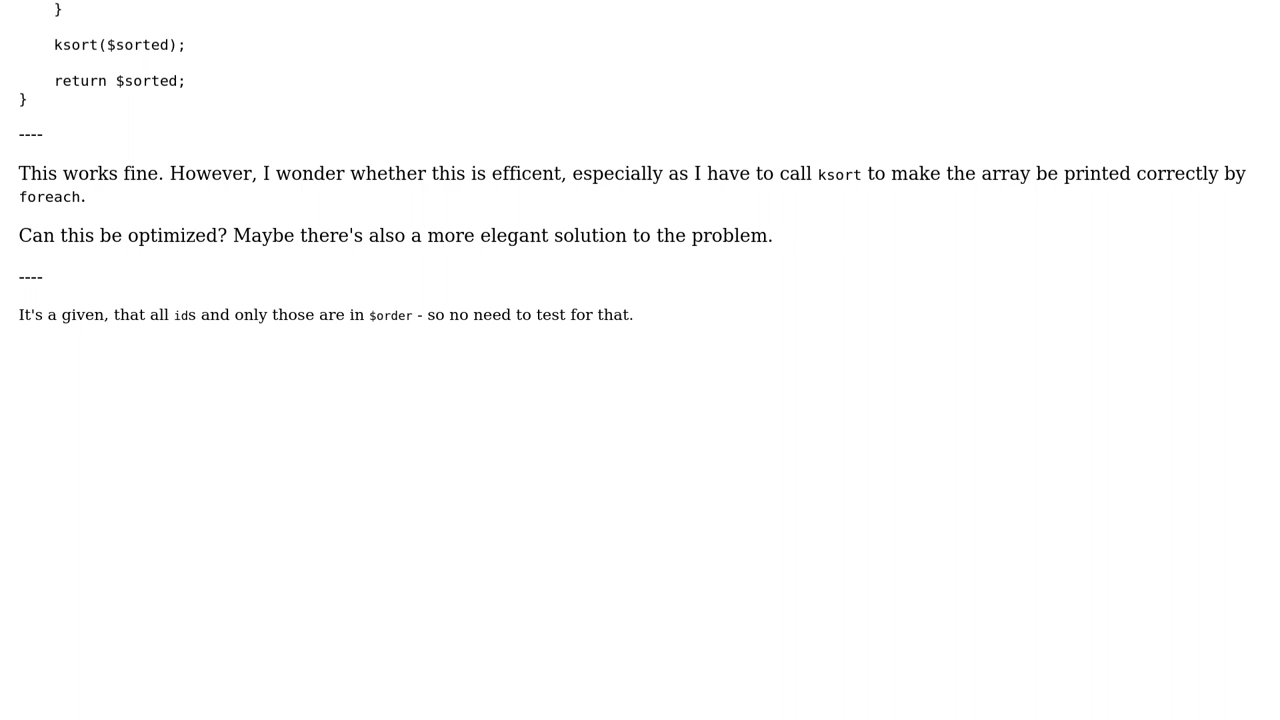 }
    ksort($sorted);
    return $sorted;
}
----
This works fine. However, I wonder whether this is efficent, especially as I have to call ksort to make the array be printed correctly by
foreach.
Can this be optimized? Maybe there's also a more elegant solution to the problem.
----
It's a given, that all ids and only those are in $order - so no need to test for that.